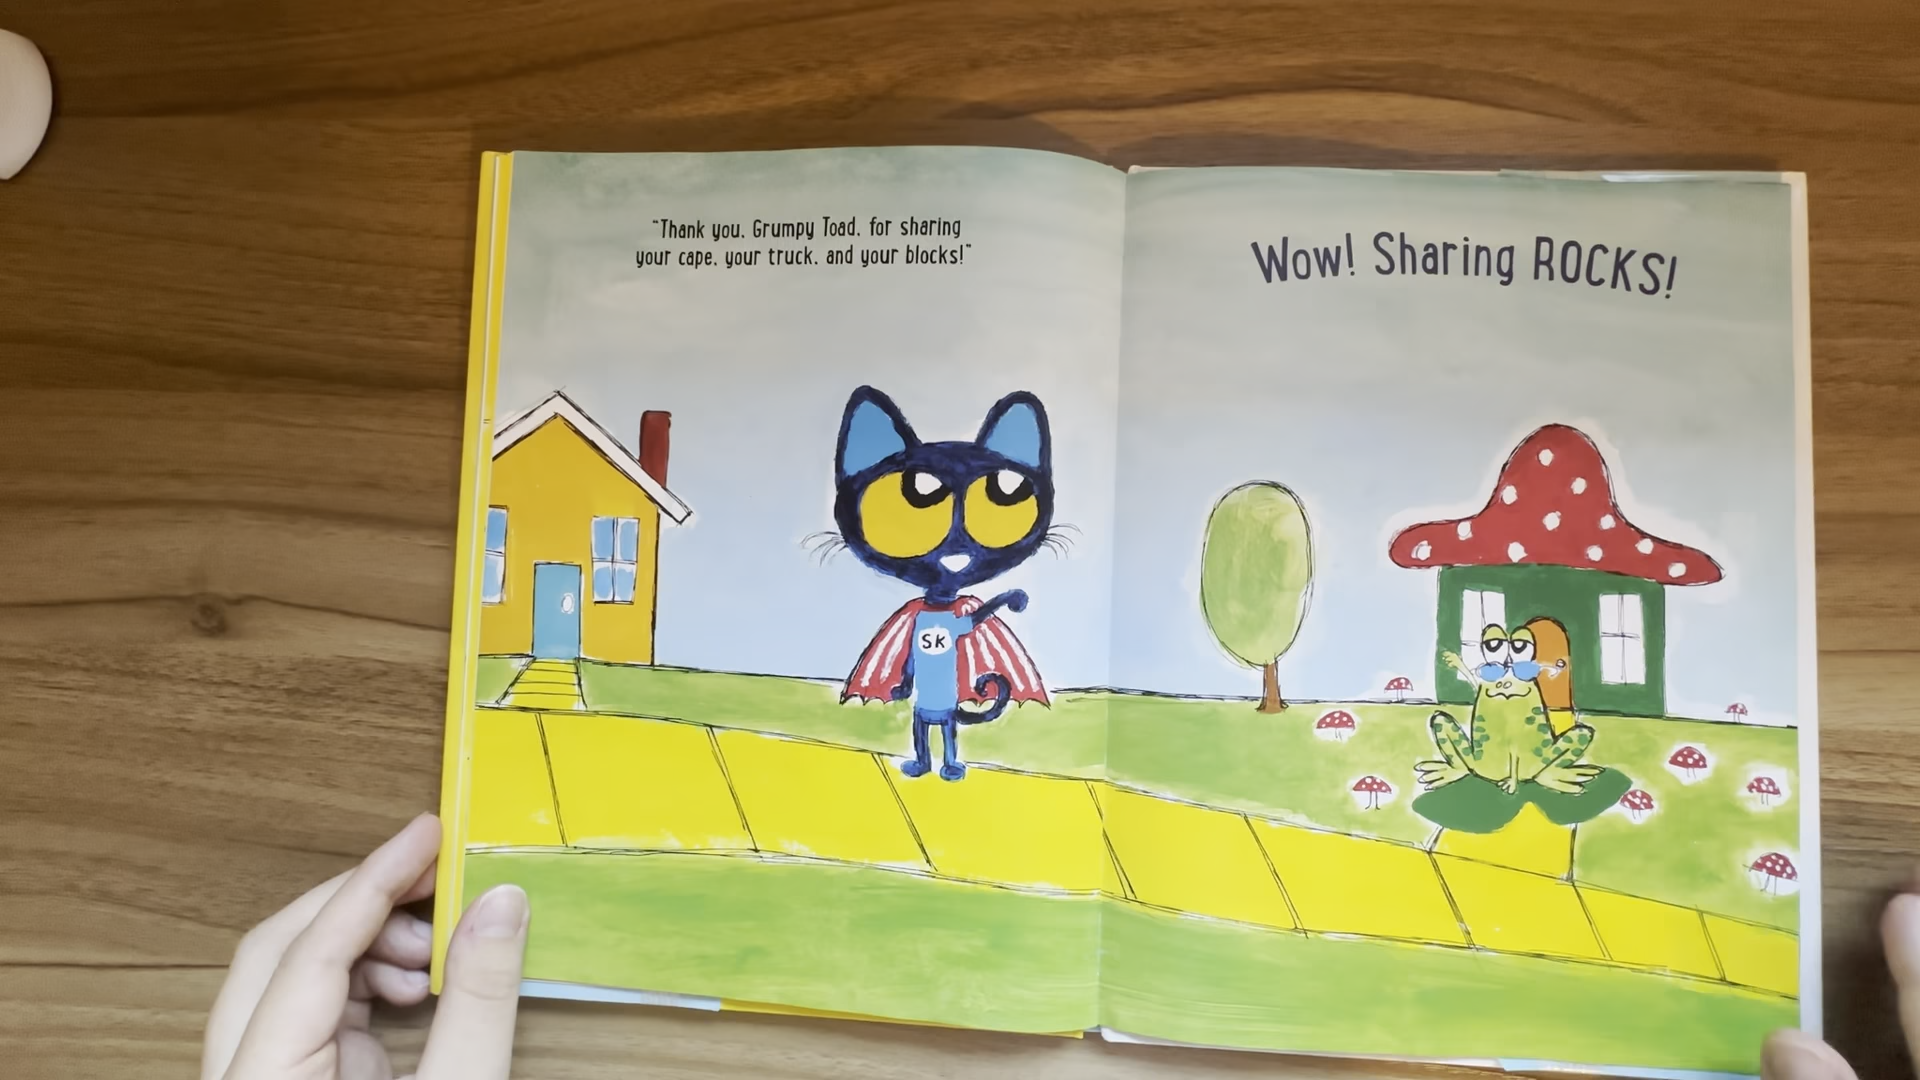 "Thank you, Grumpy Toad, for sharing
your cape, your truck, and your blocks!"
Wow! Sharing ROCKS!
SK